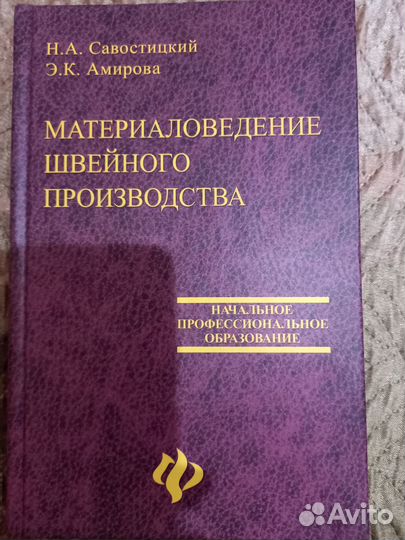 Н.А. Савостицкий
Э.К. Амирова
МАТЕРИАЛОВЕДЕНИЕ
ШВЕЙНОГО
ПРОИЗВОДСТВА
НАЧАЛЬНОЕ
ПРОФЕССИОНАЛЬНОЕ
ОБРАЗОВАНИЕ
Avito